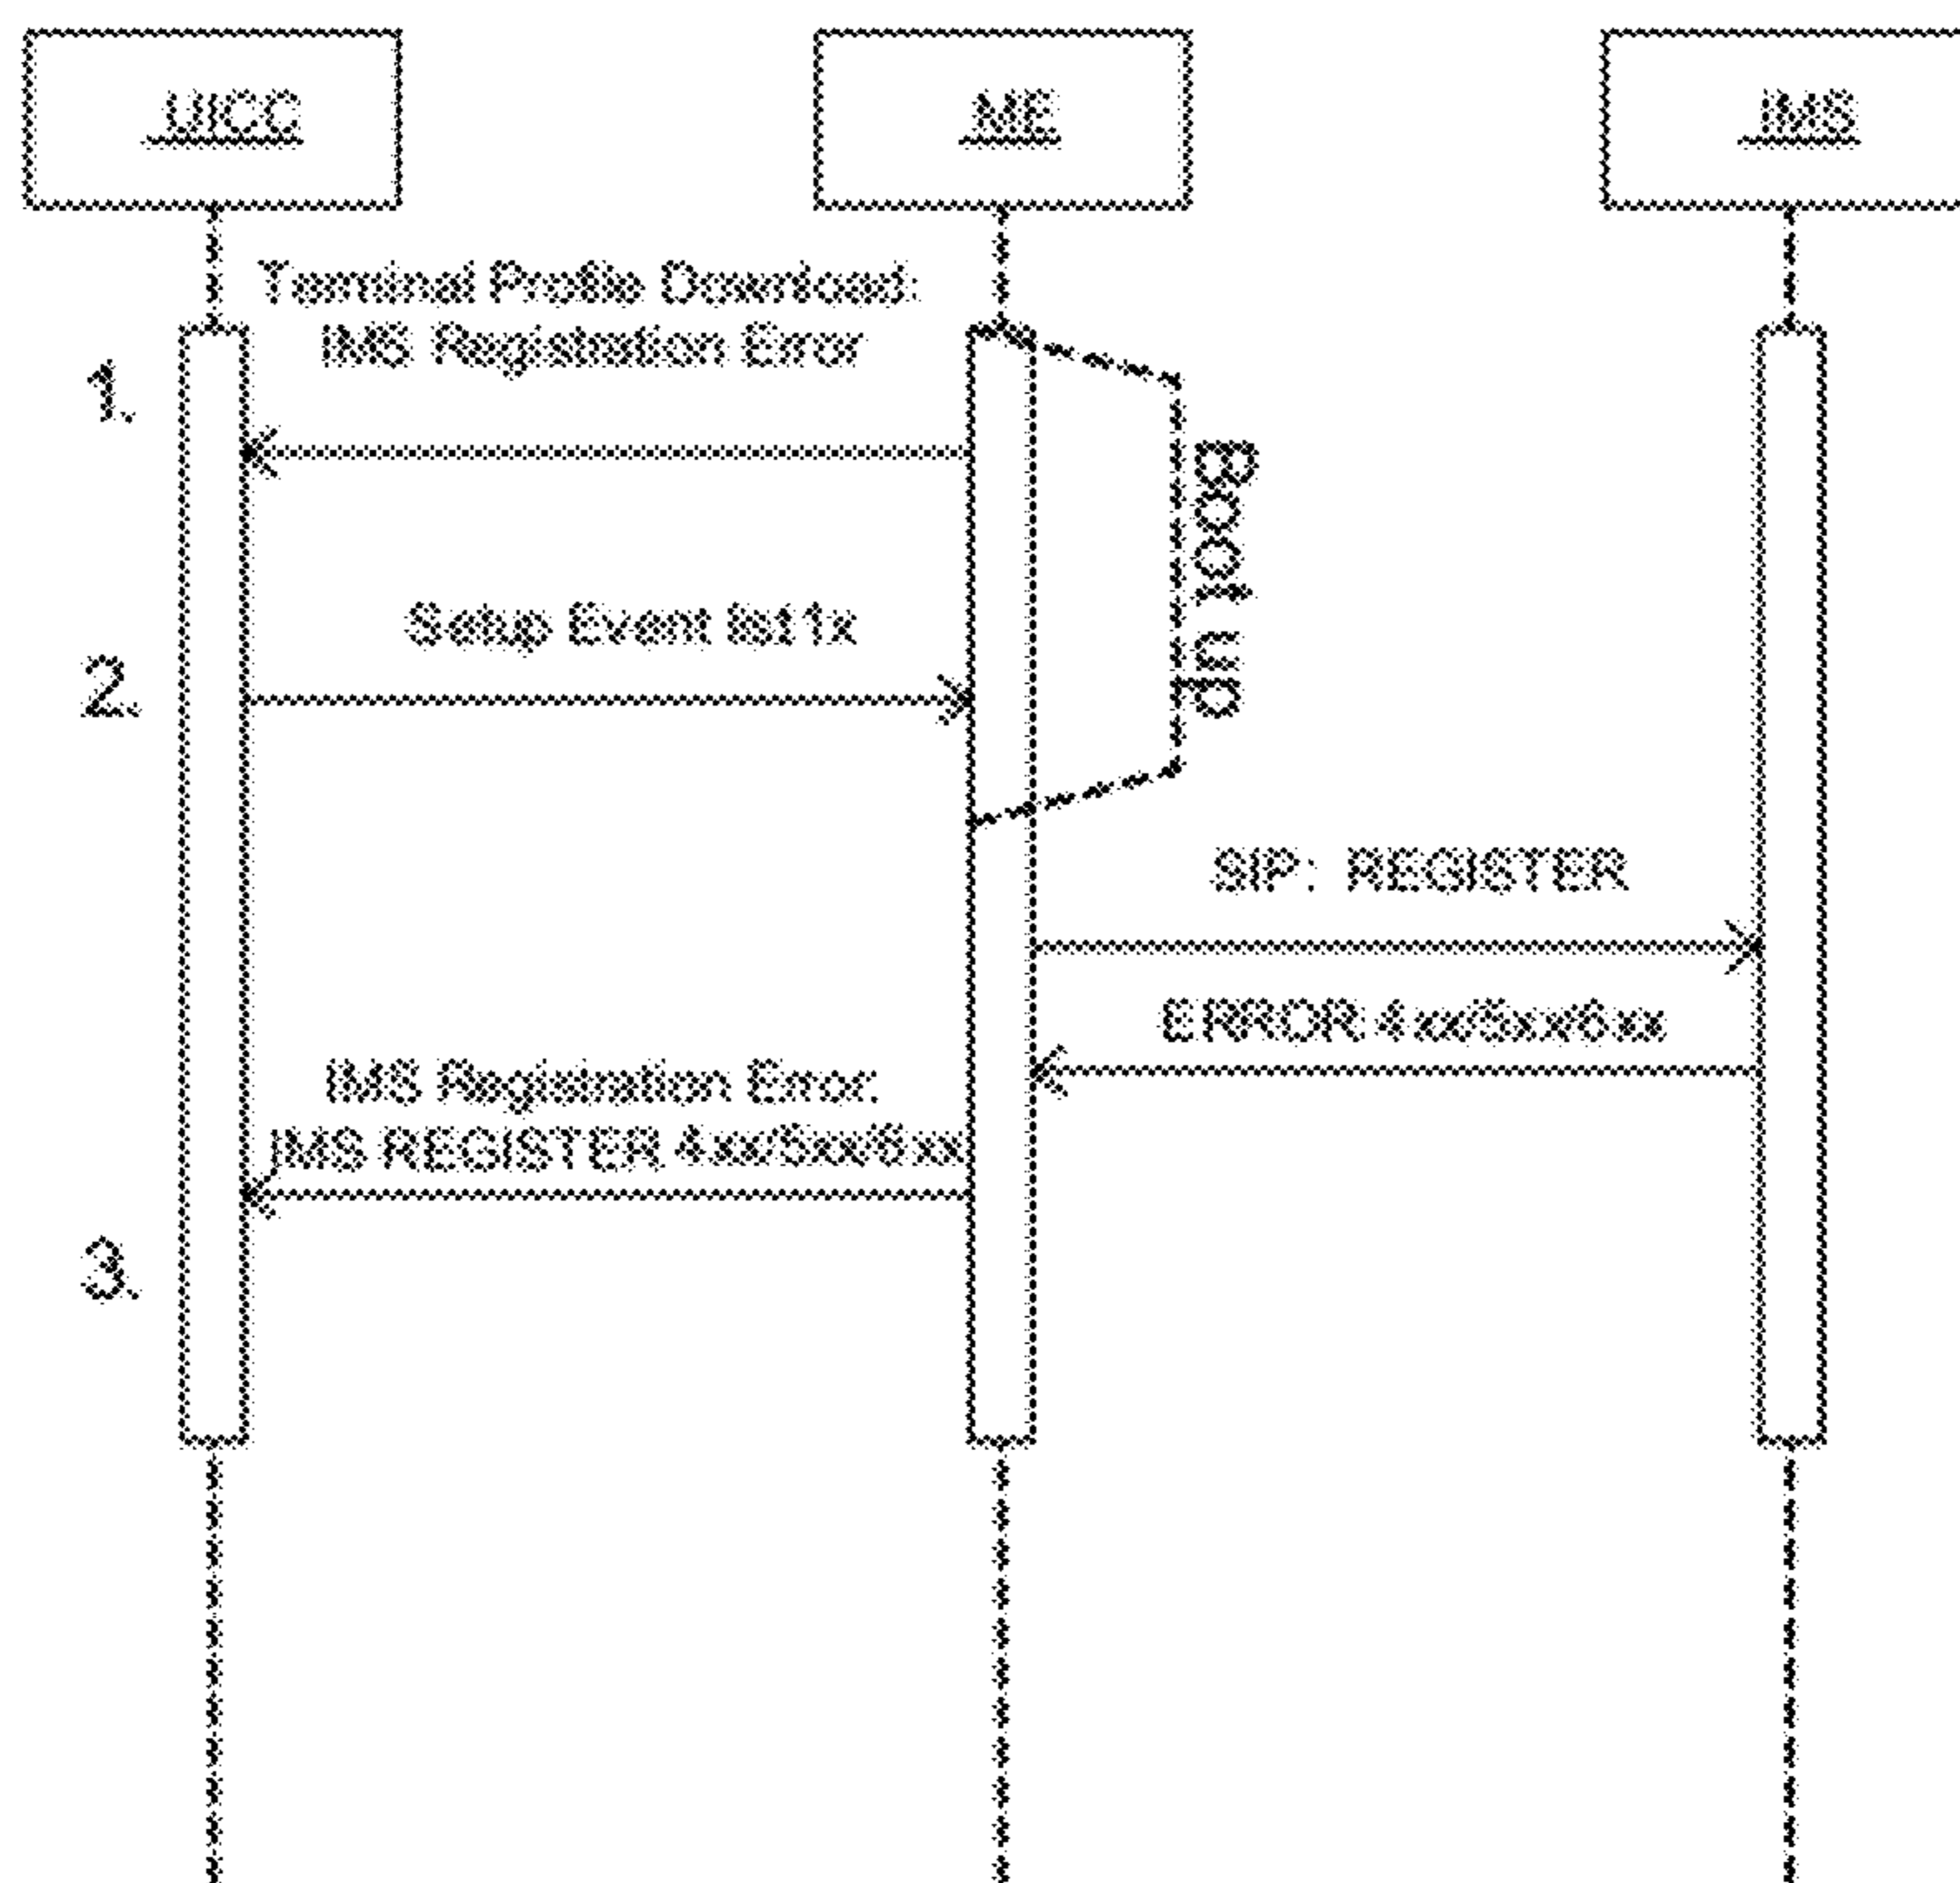 UICC
ME
IMS
Terminal Profile Download:
IMS Registration Error
1.
Boot up
Setup Event list 1x
2.
SIP: REGISTER
ERROR 4xx/5xx/6xx
IMS Registration Error:
IMS REGISTER 4xx/5xx/6xx
3.